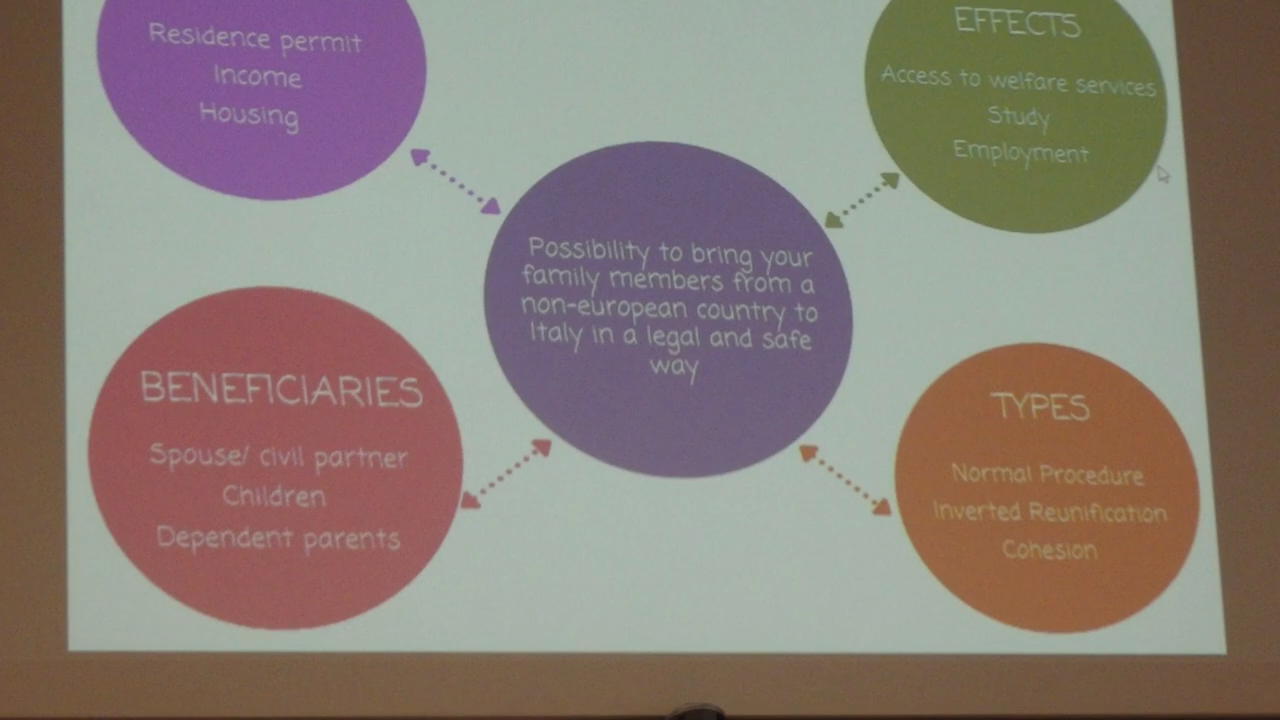 Residence permit
Income
Housing
EFFECTS
Access to welfare services
Study
Employment
Possibility to bring your
family members from a
non-european country to
Italy in a legal and safe
way
BENEFICIARIES
Spouse/ civil partner
Children
Dependent parents
TYPES
Normal Procedure
Inverted Reunification
Cohesion